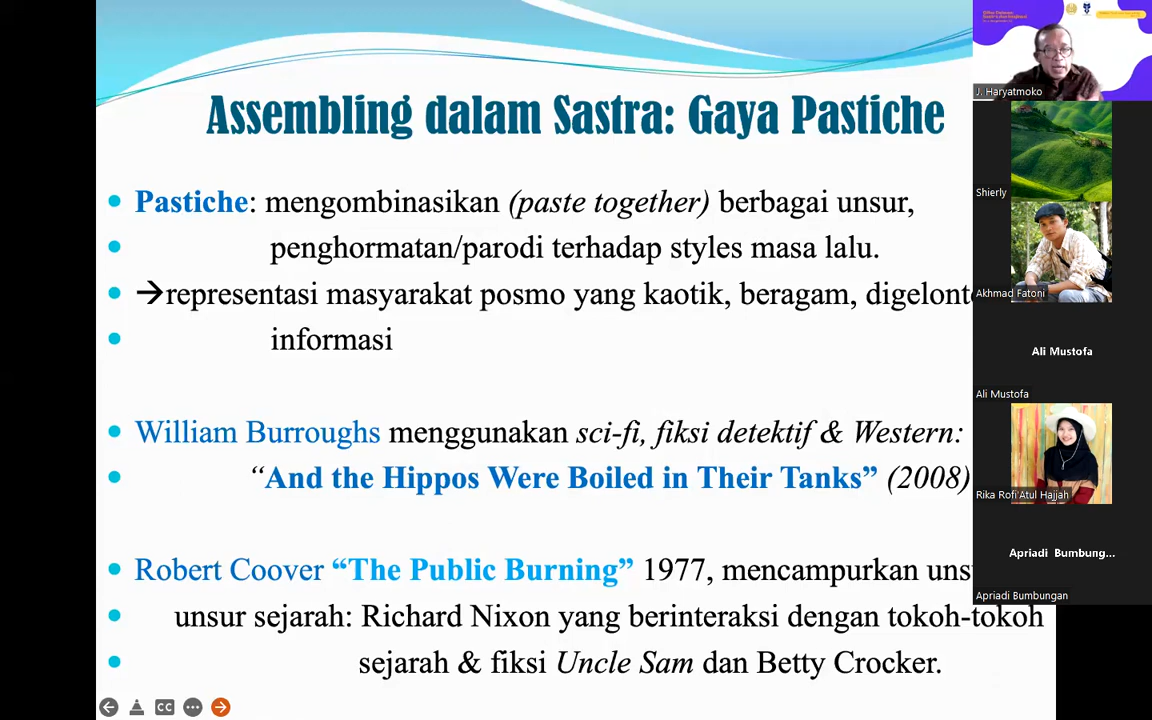 Assembling dalam Sastra: Gaya Pastiche
Pastiche: mengombinasikan (paste together) berbagai unsur,
penghormatan/parodi terhadap styles masa lalu.
→representasi masyarakat posmo yang kaotik, beragam,
informasi
William Burroughs menggunakan sci-fi, fiksi detektif & Western:
“And the Hippos Were Boiled in Their Tanks” (2008)
Robert Coover “The Public Burning” 1977, mencampurkan
unsur sejarah: Richard Nixon yang berinteraksi dengan tokoh-tokoh
sejarah & fiksi Uncle Sam dan Betty Crocker.
CC
J. Haryatmoko
Shierly
Akhmad Fatoni
Ali Mustofa
Ali Mustofa
Rika Rofi'Atul Hajjah
Apriadi Bumbung...
Apriadi Bumbungan